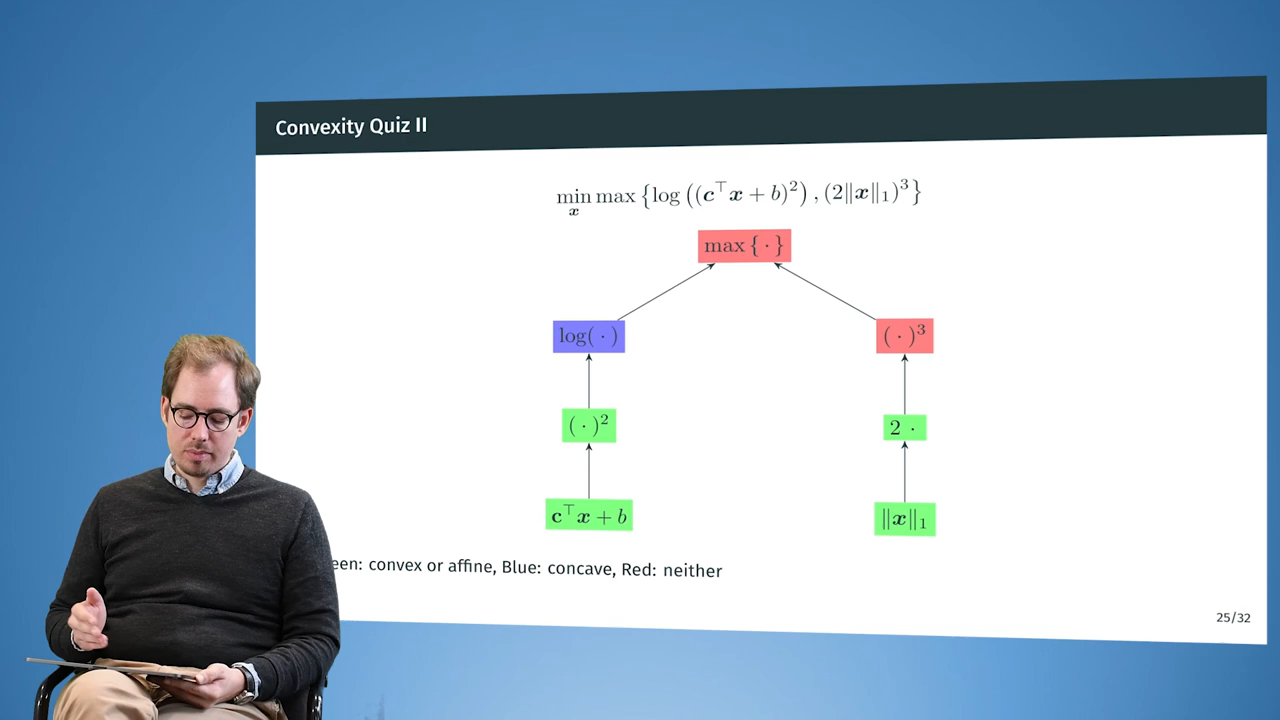 Convexity Quiz II
min max {log ((c⊤x + b)²) , (2‖x‖₁)³}
x
max { · }
log( · )
( · )³
( · )²
2 ·
c⊤x + b
‖x‖₁
convex or affine, Blue: concave, Red: neither
25/32